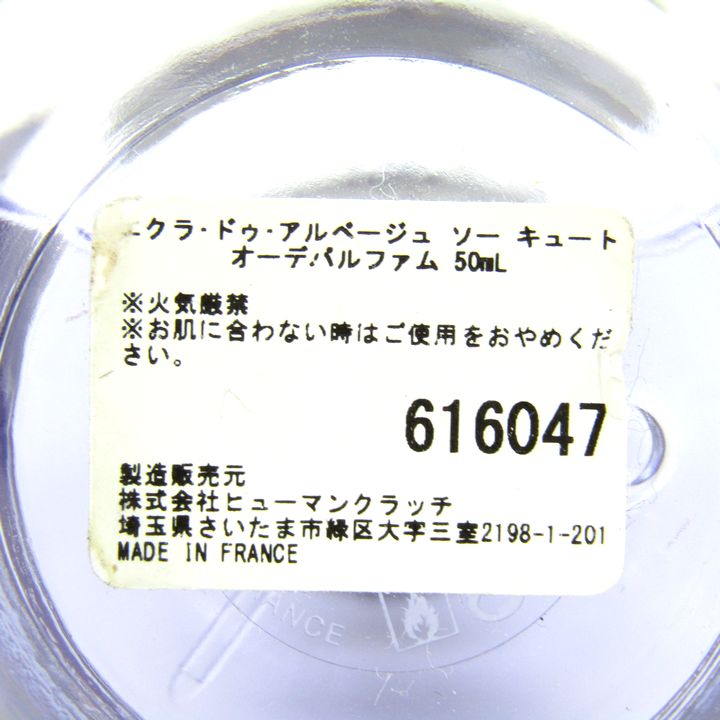 エクラ・ドゥ・アルページュ ソー キュート
オーデパルファム 50mL
※火気厳禁
※お肌に合わない時はご使用をおやめくだ
さい。
616047
製造販売元
株式会社ヒューマンクラッチ
埼玉県さいたま市緑区大字三室2198-1-201
MADE IN FRANCE
ANCE